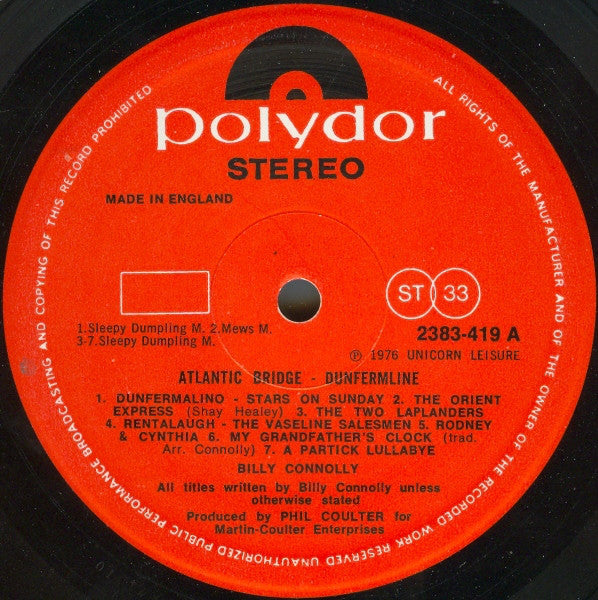 polydor
STEREO
MADE IN ENGLAND
ST 33
2383-419 A
1.Sleepy Dumpling M. 2.Mews M.
3-7.Sleepy Dumpling M.
℗ 1976 UNICORN LEISURE
ATLANTIC BRIDGE - DUNFERMLINE
1. DUNFERMALINO - STARS ON SUNDAY 2. THE ORIENT
EXPRESS (Shay Healey) 3. THE TWO LAPLANDERS
4. RENTALAUGH - THE VASELINE SALESMEN 5. RODNEY
& CYNTHIA 6. MY GRANDFATHER'S CLOCK (trad.
Arr. Connolly) 7. A PARTICK LULLABYE
BILLY CONNOLLY
All titles written by Billy Connolly unless
otherwise stated
Produced by PHIL COULTER for
Martin-Coulter Enterprises
ALL RIGHTS OF THE MANUFACTURER AND OF THE OWNER OF THE RECORDED WORK RESERVED UNAUTHORIZED PUBLIC PERFORMANCE BROADCASTING AND COPYING OF THIS RECORD PROHIBITED